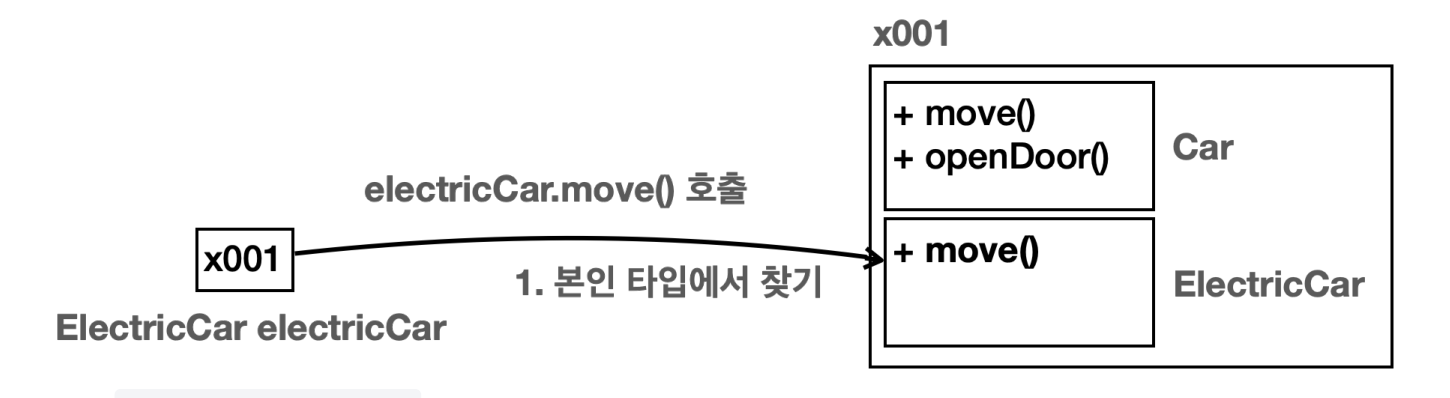 x001
+ move()
+ openDoor()
Car
electricCar.move() 호출
x001
1. 본인 타입에서 찾기
+ move()
ElectricCar
ElectricCar electricCar